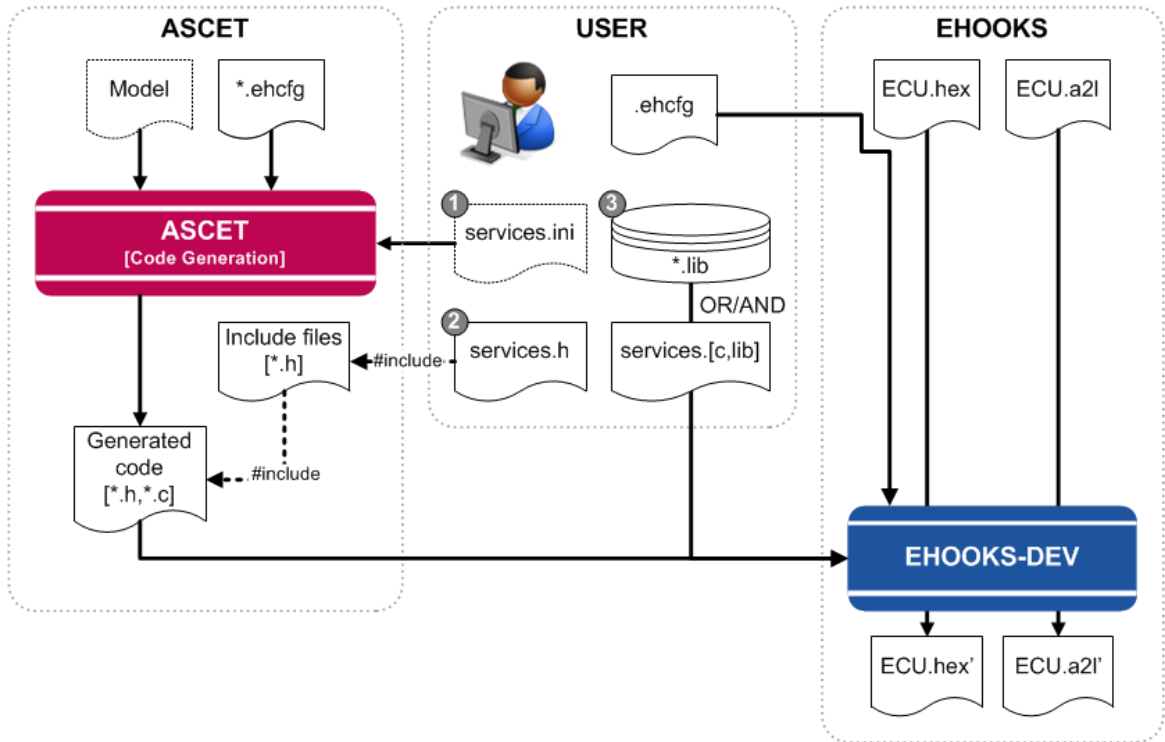 ASCET
USER
EHOOKS
Model
*.ehcfg
.ehcfg
ECU.hex
ECU.a2l
ASCET
[Code Generation]
1
services.ini
3
*.lib
OR/AND
Include files
[*.h]
#include
2
services.h
services.[c,lib]
Generated
code
[*.h,*.c]
#include
EHOOKS-DEV
ECU.hex’
ECU.a2l’